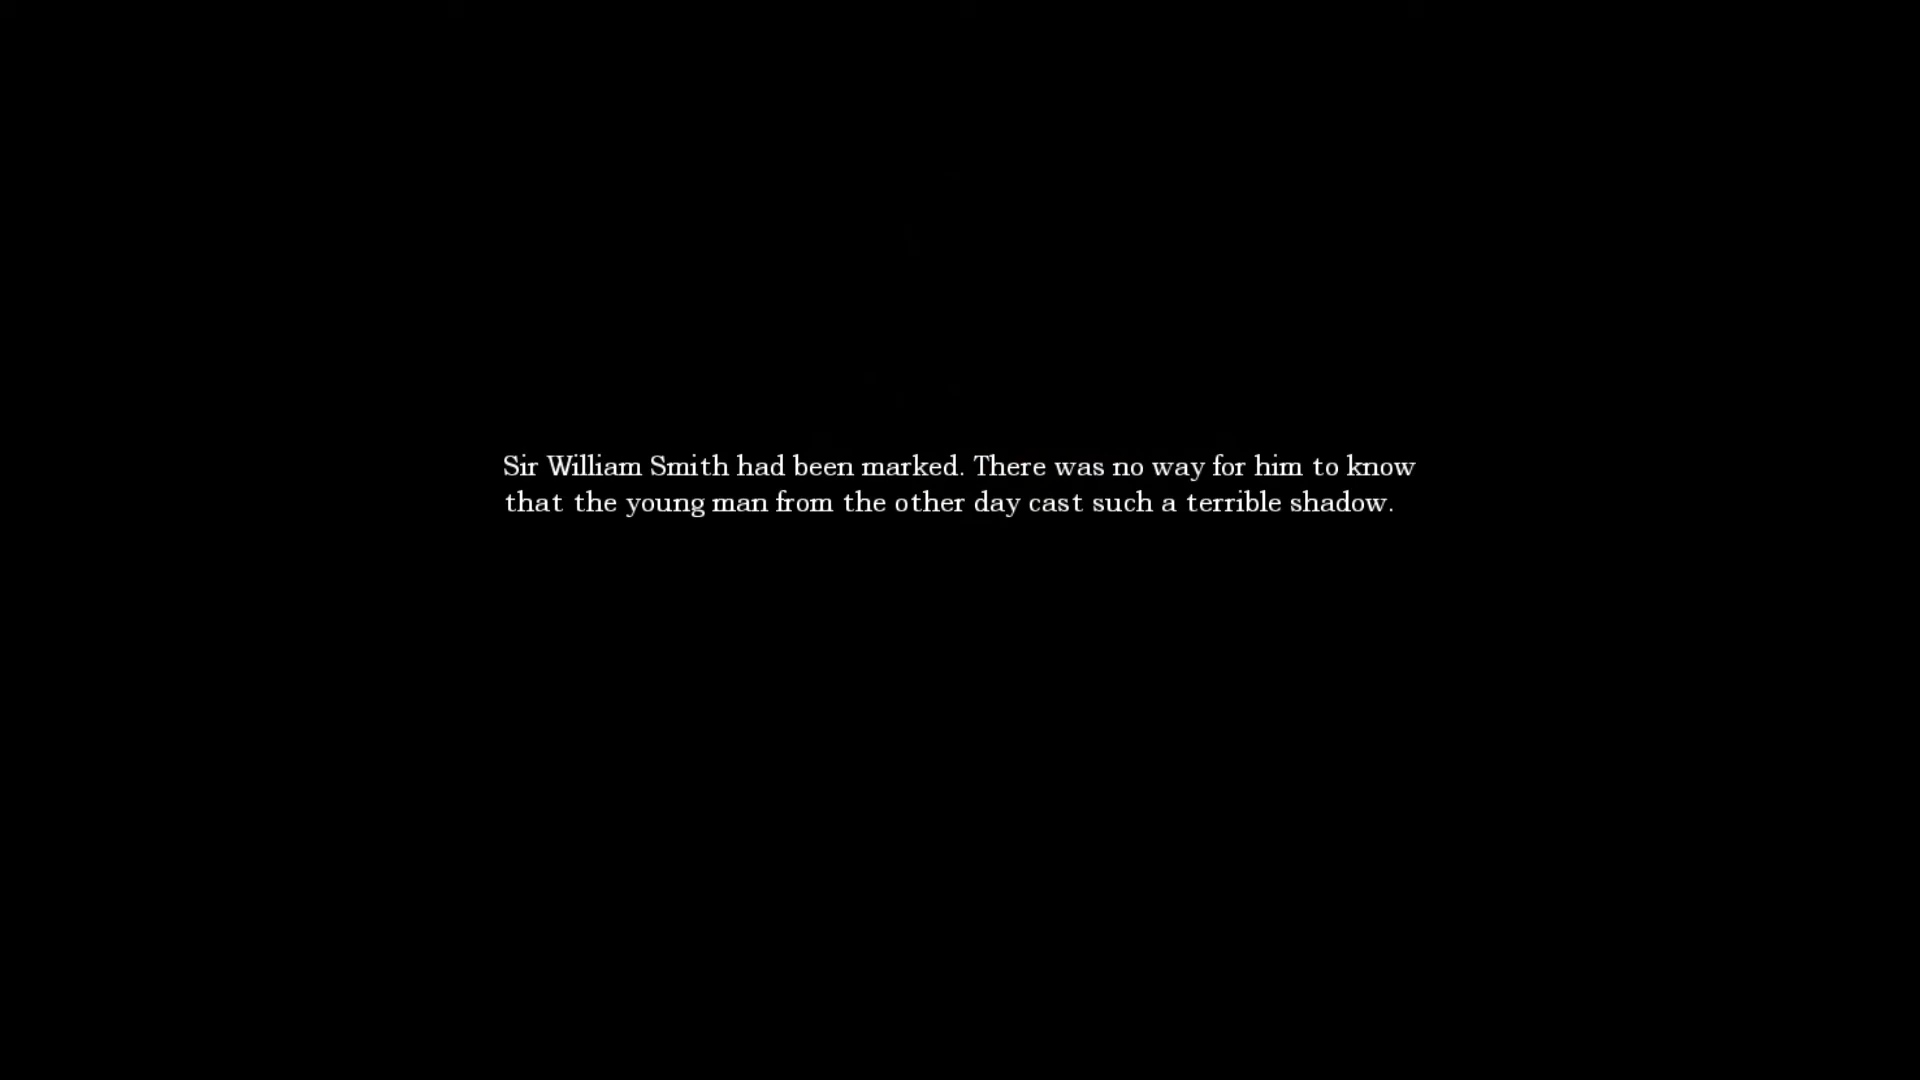 Sir William Smith had been marked. There was no way for him to know
that the young man from the other day cast such a terrible shadow.